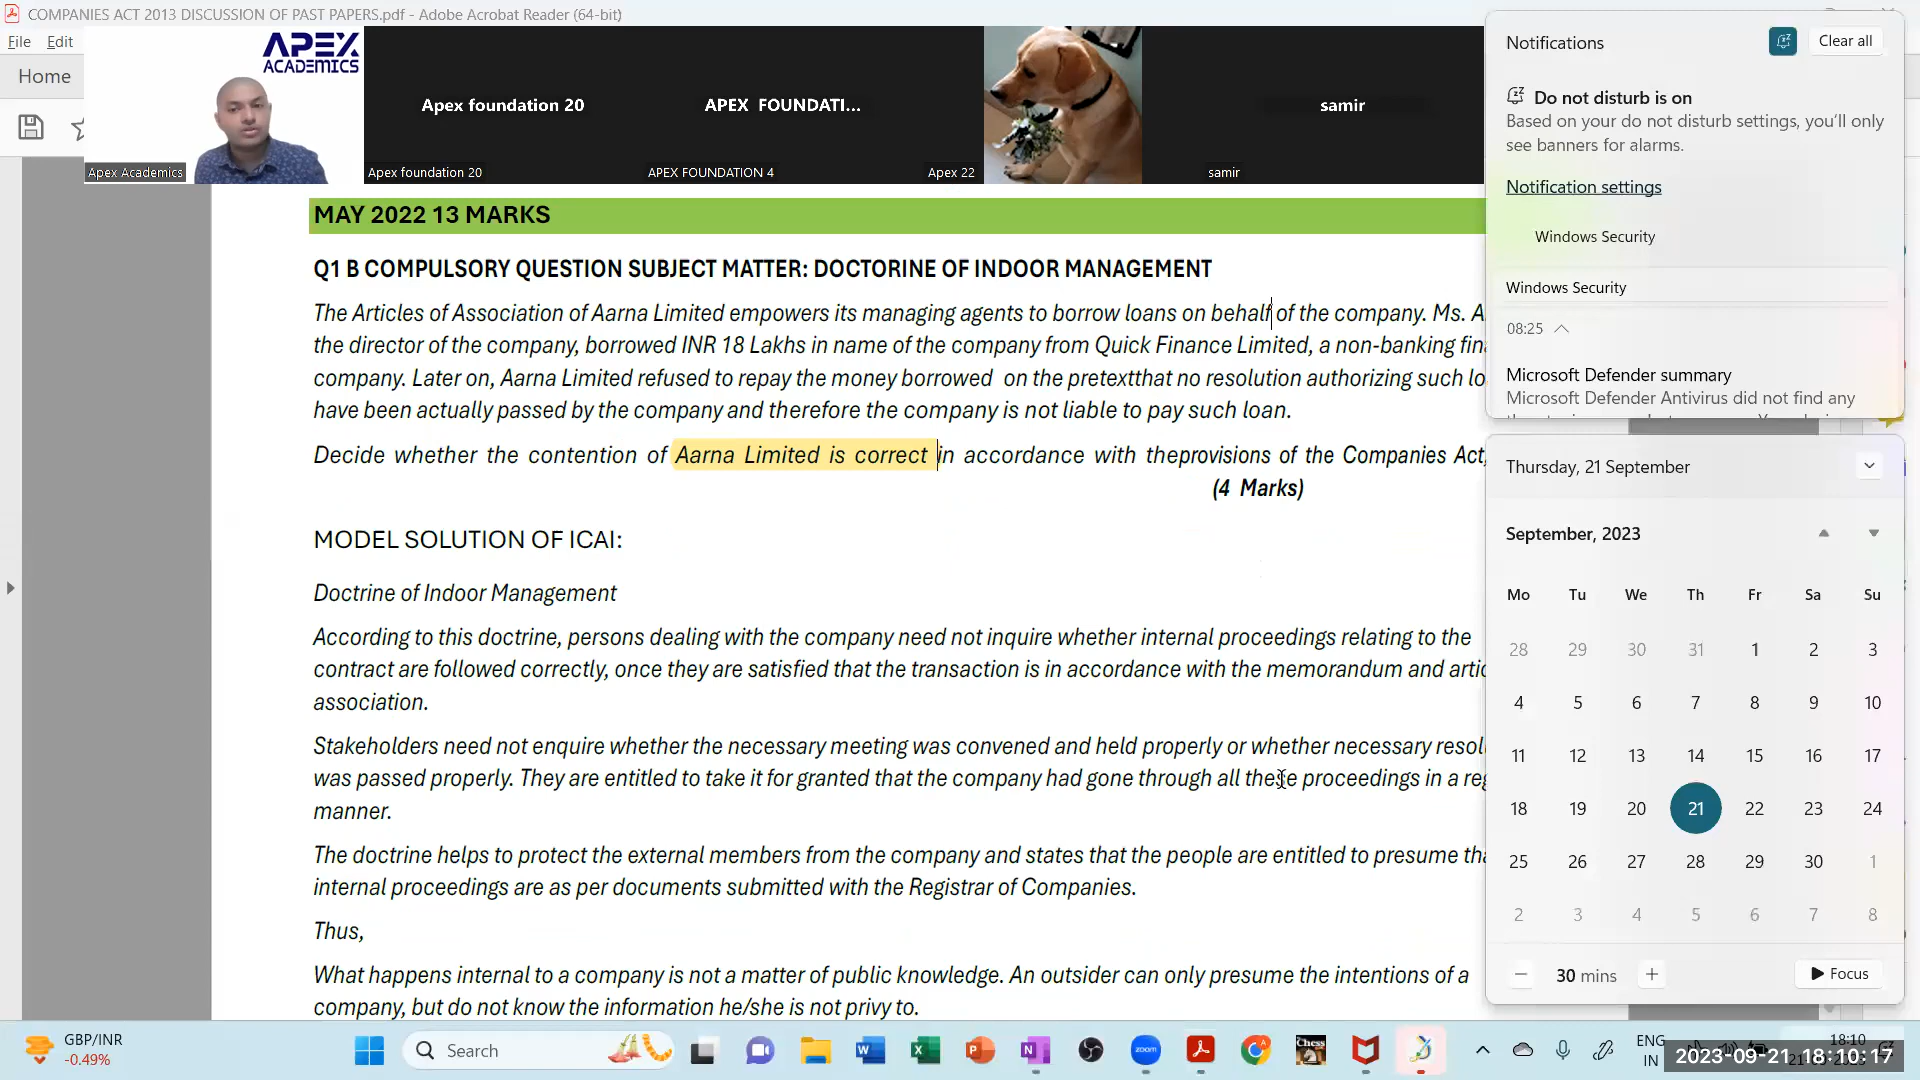 COMPANIES ACT 2013 DISCUSSION OF PAST PAPERS.pdf - Adobe Acrobat Reader (64-bit)
File Edit
Home
APEX
ACADEMICS
Apex Academics
Apex foundation 20
Apex foundation 20
APEX FOUNDATI...
APEX FOUNDATION 4
Apex 22
samir
samir
MAY 2022 13 MARKS
Q1 B COMPULSORY QUESTION SUBJECT MATTER: DOCTORINE OF INDOOR MANAGEMENT
The Articles of Association of Aarna Limited empowers its managing agents to borrow loans on behalf of the company. Ms. A
the director of the company, borrowed INR 18 Lakhs in name of the company from Quick Finance Limited, a non-banking fin
company. Later on, Aarna Limited refused to repay the money borrowed on the pretextthat no resolution authorizing such lo
have been actually passed by the company and therefore the company is not liable to pay such loan.
Decide whether the contention of Aarna Limited is correct in accordance with theprovisions of the Companies Act,
(4 Marks)
MODEL SOLUTION OF ICAI:
Doctrine of Indoor Management
According to this doctrine, persons dealing with the company need not inquire whether internal proceedings relating to the
contract are followed correctly, once they are satisfied that the transaction is in accordance with the memorandum and artic
association.
Stakeholders need not enquire whether the necessary meeting was convened and held properly or whether necessary resol
was passed properly. They are entitled to take it for granted that the company had gone through all these proceedings in a reg
manner.
The doctrine helps to protect the external members from the company and states that the people are entitled to presume tha
internal proceedings are as per documents submitted with the Registrar of Companies.
Thus,
What happens internal to a company is not a matter of public knowledge. An outsider can only presume the intentions of a
company, but do not know the information he/she is not privy to.
Notifications
Clear all
Do not disturb is on
Based on your do not disturb settings, you'll only
see banners for alarms.
Notification settings
Windows Security
Windows Security
08:25
Microsoft Defender summary
Microsoft Defender Antivirus did not find any
Thursday, 21 September
September, 2023
Mo Tu We Th Fr Sa Su
28 29 30 31 1 2 3
4 5 6 7 8 9 10
11 12 13 14 15 16 17
18 19 20 21 22 23 24
25 26 27 28 29 30 1
2 3 4 5 6 7 8
30 mins
Focus
GBP/INR
-0.49%
Search
zoom
Chess
ENG
IN
18:10
2023-09-21 18:10:17